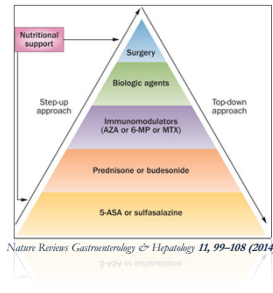 Nutritional
support
Surgery
Biologic agents
Step-up
approach
Top-down
approach
Immunomodulators
(AZA or 6-MP or MTX)
Prednisone or budesonide
5-ASA or sulfasalazine
Nature Reviews Gastroenterology & Hepatology 11, 99–108 (2014)